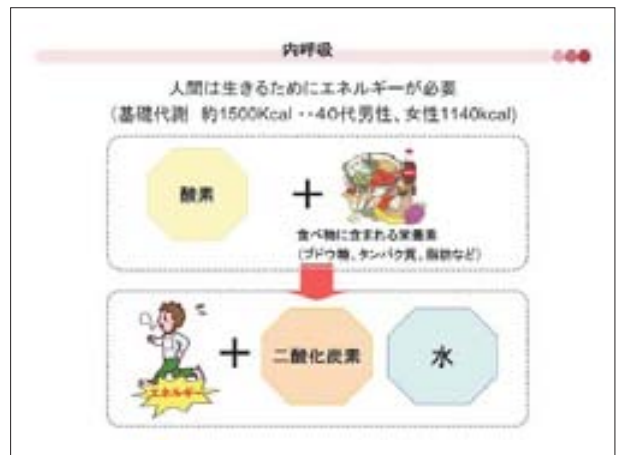 内呼吸
人間は生きるためにエネルギーが必要
(基礎代謝 約1500Kcal ‥40代男性、女性1140kcal)
酸素
+
食べ物に含まれる栄養素
(ブドウ糖、タンパク質、脂肪など)
エネルギー
+
二酸化炭素
水